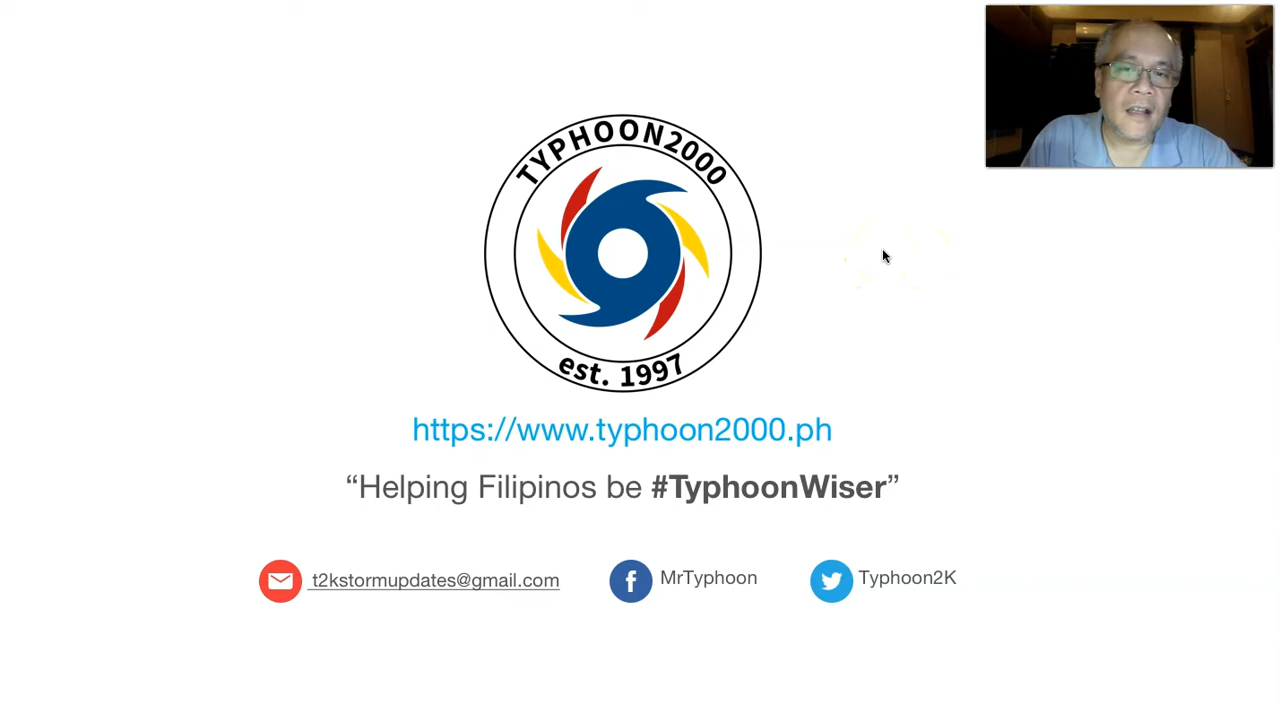 TYPHOON2000
est. 1997
https://www.typhoon2000.ph
“Helping Filipinos be #TyphoonWiser”
t2kstormupdates@gmail.com
MrTyphoon
Typhoon2K